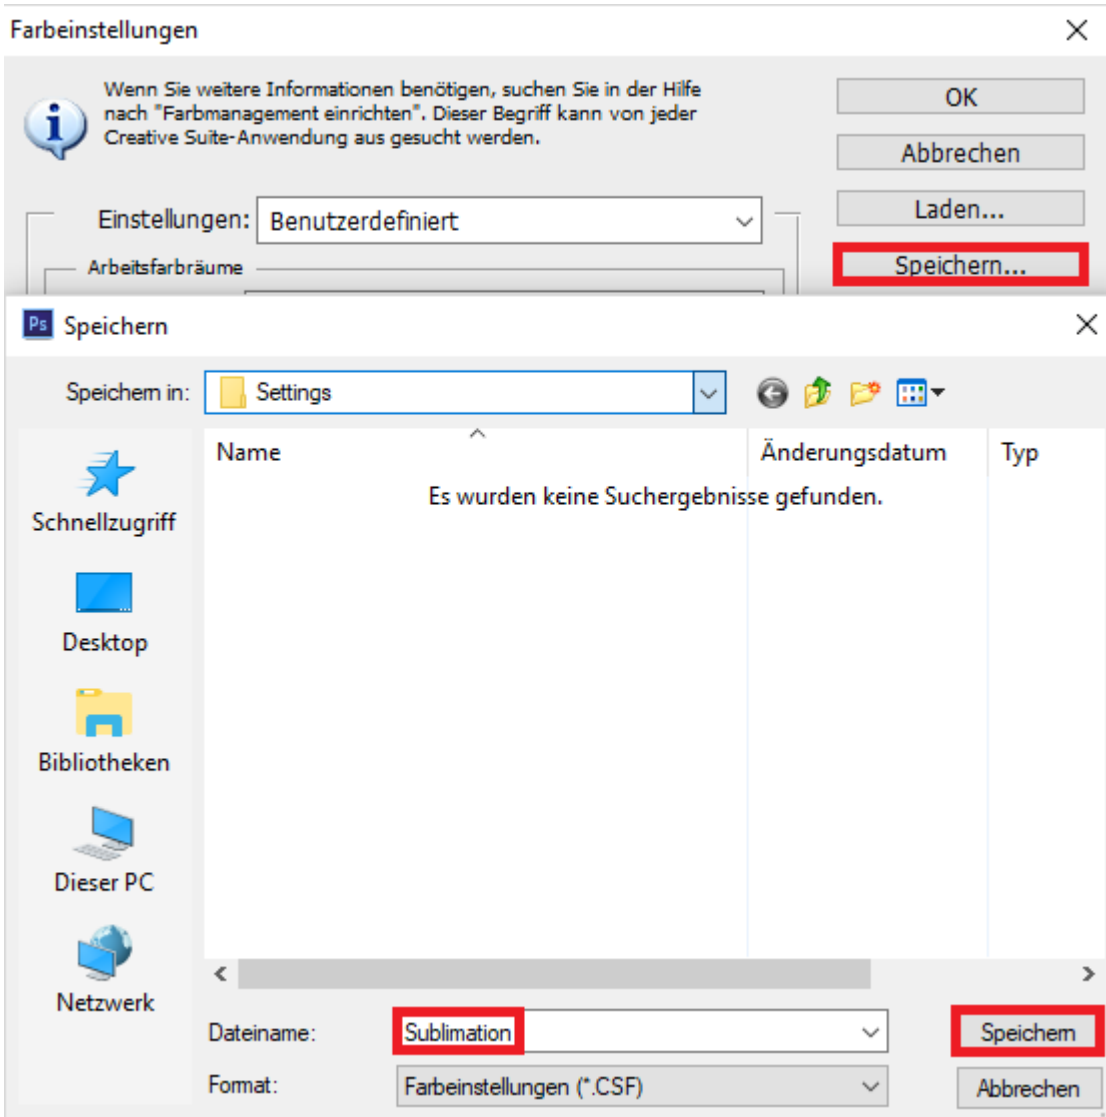 Farbeinstellungen
Wenn Sie weitere Informationen benötigen, suchen Sie in der Hilfe
nach "Farbmanagement einrichten". Dieser Begriff kann von jeder
Creative Suite-Anwendung aus gesucht werden.
OK
Abbrechen
Laden...
Speichern...
Einstellungen: Benutzerdefiniert
Arbeitsfarbräume
Ps Speichern
Speichern in: Settings
Name Änderungsdatum Typ
Es wurden keine Suchergebnisse gefunden.
Schnellzugriff
Desktop
Bibliotheken
Dieser PC
Netzwerk
Dateiname: Sublimation Speichern
Format: Farbeinstellungen (*.CSF) Abbrechen